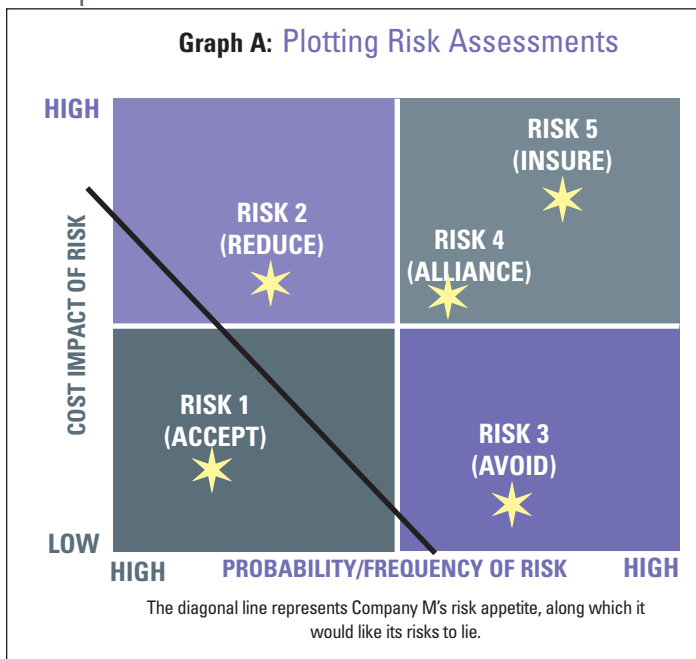 Graph A: Plotting Risk Assessments
HIGH
RISK 5
(INSURE)
RISK 2
(REDUCE)
RISK 4
(ALLIANCE)
COST IMPACT OF RISK
RISK 1
(ACCEPT)
RISK 3
(AVOID)
LOW
HIGH
PROBABILITY/FREQUENCY OF RISK
HIGH
The diagonal line represents Company M's risk appetite, along which it
would like its risks to lie.